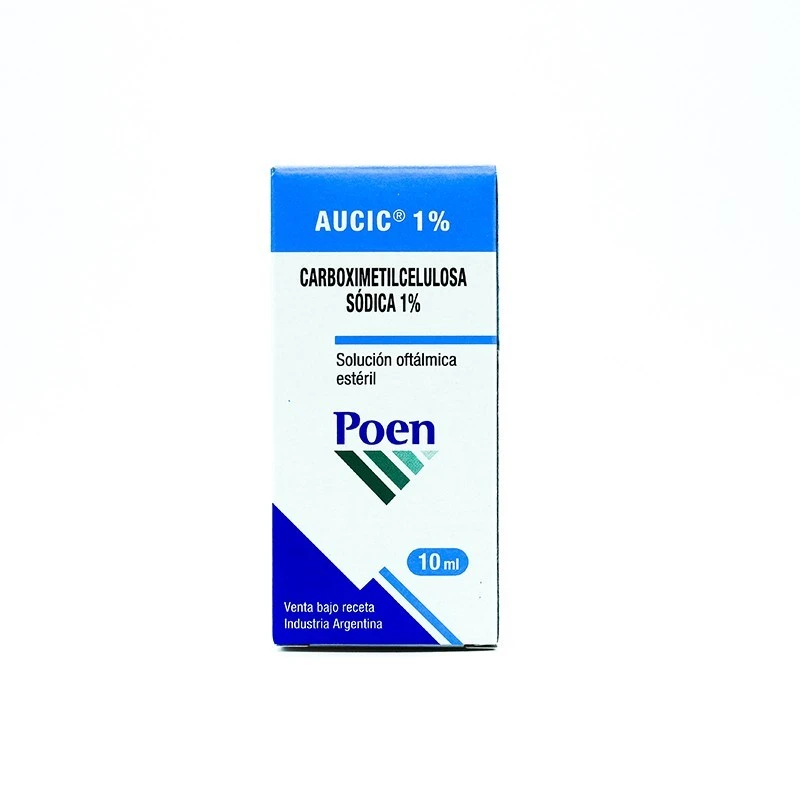 AUCIC® 1%
CARBOXIMETILCELULOSA
SÓDICA 1%
Solución oftálmica
estéril
Poen
10 ml
Venta bajo receta
Industria Argentina